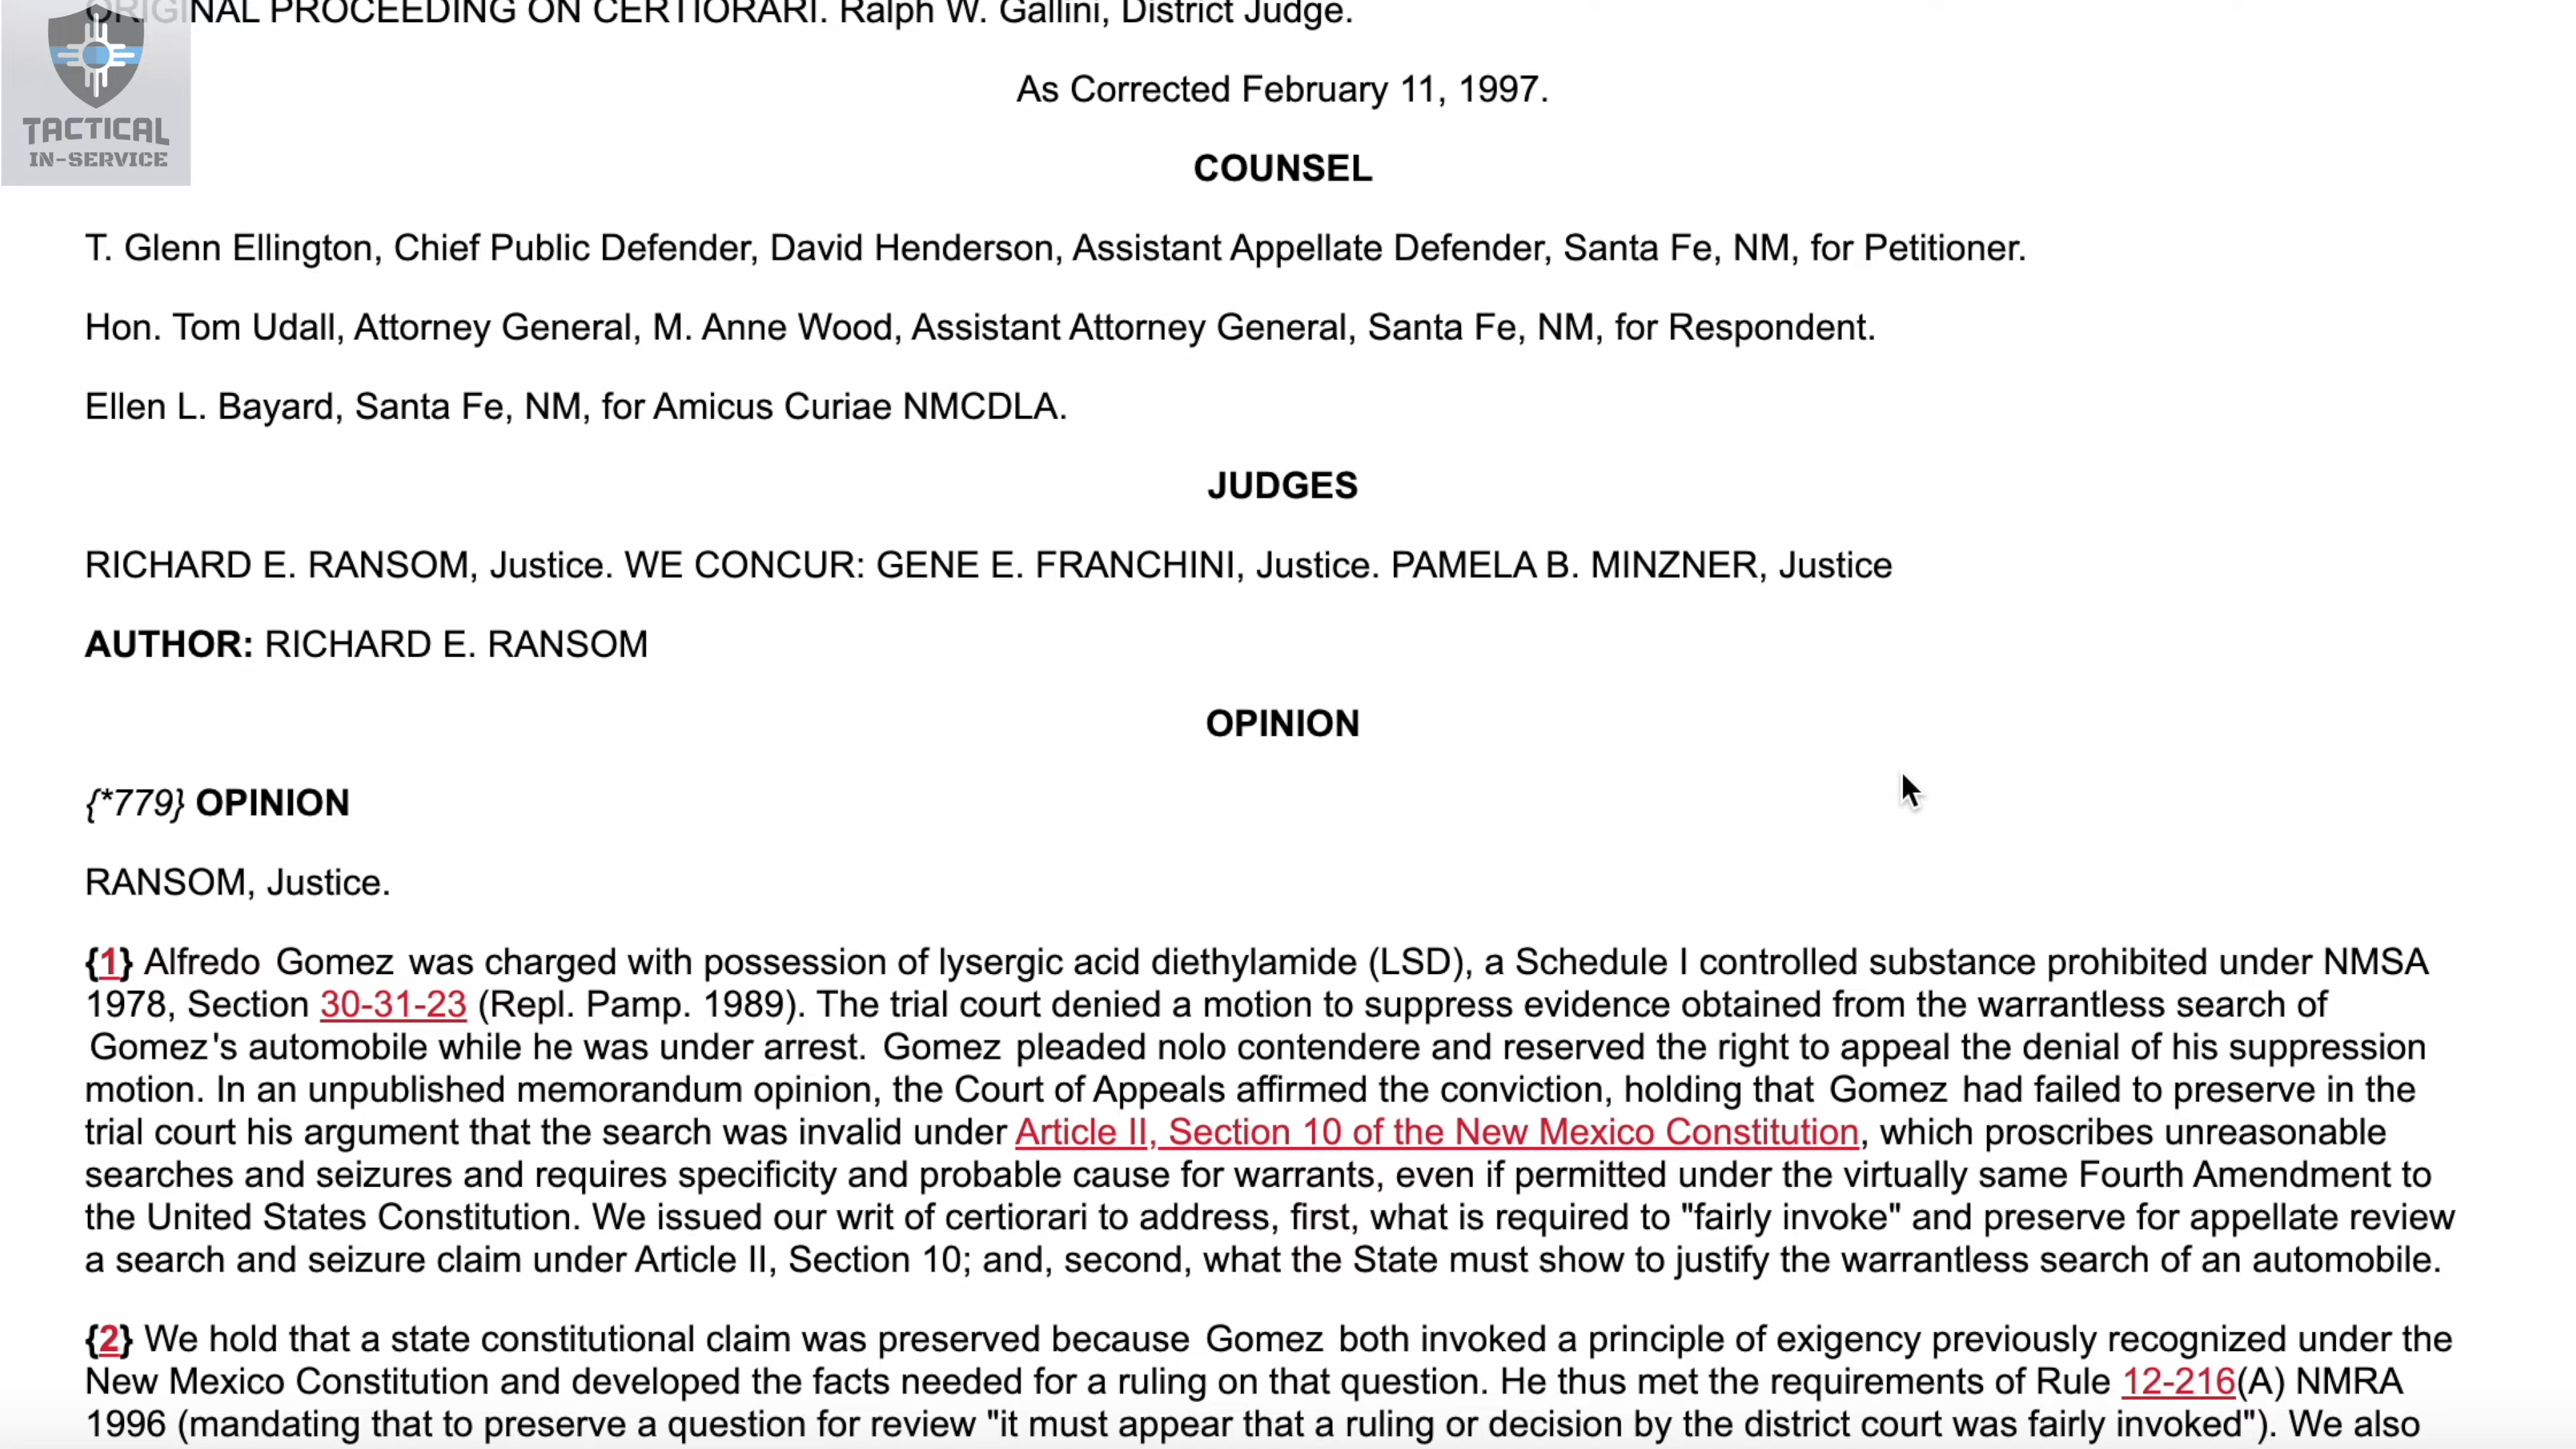 ORIGINAL PROCEEDING ON CERTIORARI. Ralph W. Gallini, District Judge.
TACTICAL
IN-SERVICE
As Corrected February 11, 1997.
COUNSEL
T. Glenn Ellington, Chief Public Defender, David Henderson, Assistant Appellate Defender, Santa Fe, NM, for Petitioner.
Hon. Tom Udall, Attorney General, M. Anne Wood, Assistant Attorney General, Santa Fe, NM, for Respondent.
Ellen L. Bayard, Santa Fe, NM, for Amicus Curiae NMCDLA.
JUDGES
RICHARD E. RANSOM, Justice. WE CONCUR: GENE E. FRANCHINI, Justice. PAMELA B. MINZNER, Justice
AUTHOR: RICHARD E. RANSOM
OPINION
{*779} OPINION
RANSOM, Justice.
{1} Alfredo Gomez was charged with possession of lysergic acid diethylamide (LSD), a Schedule I controlled substance prohibited under NMSA
1978, Section 30-31-23 (Repl. Pamp. 1989). The trial court denied a motion to suppress evidence obtained from the warrantless search of
Gomez's automobile while he was under arrest. Gomez pleaded nolo contendere and reserved the right to appeal the denial of his suppression
motion. In an unpublished memorandum opinion, the Court of Appeals affirmed the conviction, holding that Gomez had failed to preserve in the
trial court his argument that the search was invalid under Article II, Section 10 of the New Mexico Constitution, which proscribes unreasonable
searches and seizures and requires specificity and probable cause for warrants, even if permitted under the virtually same Fourth Amendment to
the United States Constitution. We issued our writ of certiorari to address, first, what is required to "fairly invoke" and preserve for appellate review
a search and seizure claim under Article II, Section 10; and, second, what the State must show to justify the warrantless search of an automobile.
{2} We hold that a state constitutional claim was preserved because Gomez both invoked a principle of exigency previously recognized under the
New Mexico Constitution and developed the facts needed for a ruling on that question. He thus met the requirements of Rule 12-216(A) NMRA
1996 (mandating that to preserve a question for review "it must appear that a ruling or decision by the district court was fairly invoked"). We also